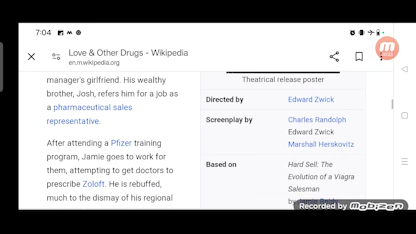 7:04
Love & Other Drugs - Wikipedia
en.m.wikipedia.org
manager's girlfriend. His wealthy
brother, Josh, refers him for a job as
a pharmaceutical sales
representative.
After attending a Pfizer training
program, Jamie goes to work for
them, attempting to get doctors to
prescribe Zoloft. He is rebuffed,
much to the dismay of his regional
Theatrical release poster
Directed by Edward Zwick
Screenplay by Charles Randolph
Edward Zwick
Marshall Herskovitz
Based on Hard Sell: The
Evolution of a Viagra
Salesman
by
Recorded by Mobizen